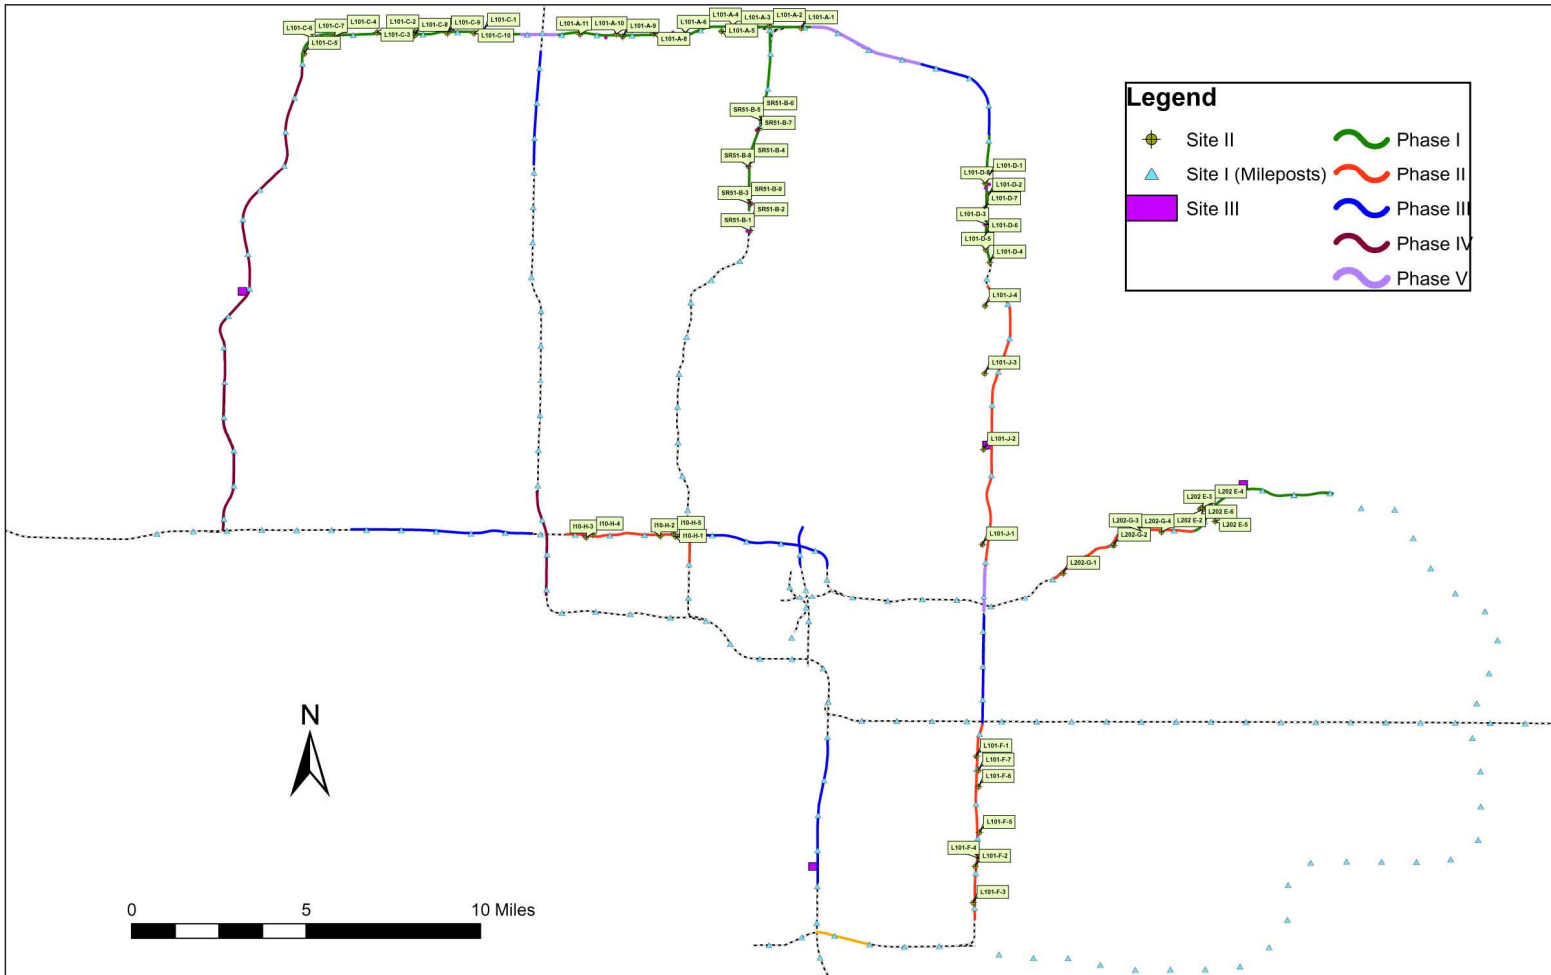 L101-C-6
L101-C-7
L101-C-4
L101-C-2
L101-C-8
L101-C-9
L101-C-1
L101-C-5
L101-C-3
L101-C-10
L101-A-11
L101-A-10
L101-A-9
L101-A-8
L101-A-6
L101-A-4
L101-A-5
L101-A-3
L101-A-2
L101-A-1
SR51-B-6
SR51-B-5
SR51-B-7
SR51-B-4
SR51-B-8
SR51-B-9
SR51-B-3
SR51-B-2
SR51-B-1
L101-D-1
L101-D-2
L101-D-7
L101-D-3
L101-D-6
L101-D-5
L101-D-4
L101-J-4
L101-J-3
L101-J-2
L101-J-1
Legend
Site II
Site I (Mileposts)
Site III
Phase I
Phase II
Phase III
Phase IV
Phase V
I10-H-3
I10-H-4
I10-H-2
I10-H-5
I10-H-1
L202 E-4
L202 E-3
L202 E-6
L202 E-5
L202 E-2
L202-G-3
L202-G-4
L202-G-2
L202-G-1
L101-F-1
L101-F-7
L101-F-6
L101-F-5
L101-F-4
L101-F-2
L101-F-3
N
0 5 10 Miles